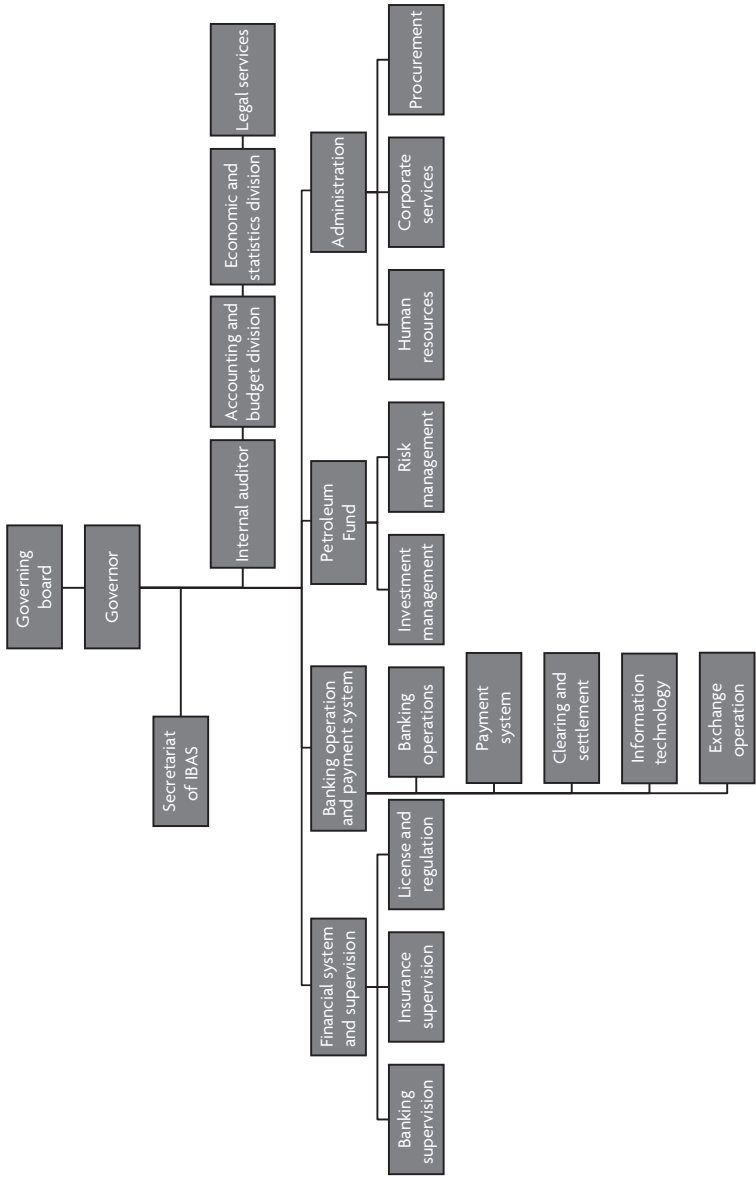 Governing
board
Governor
Secretariat
of IBAS
Internal auditor
Accounting and
budget division
Economic and
statistics division
Legal services
Financial system
and supervision
Banking operation
and payment system
Petroleum
Fund
Administration
Banking
supervision
Insurance
supervision
License and
regulation
Banking
operations
Payment
system
Clearing and
settlement
Information
technology
Exchange
operation
Investment
management
Risk
management
Human
resources
Corporate
services
Procurement